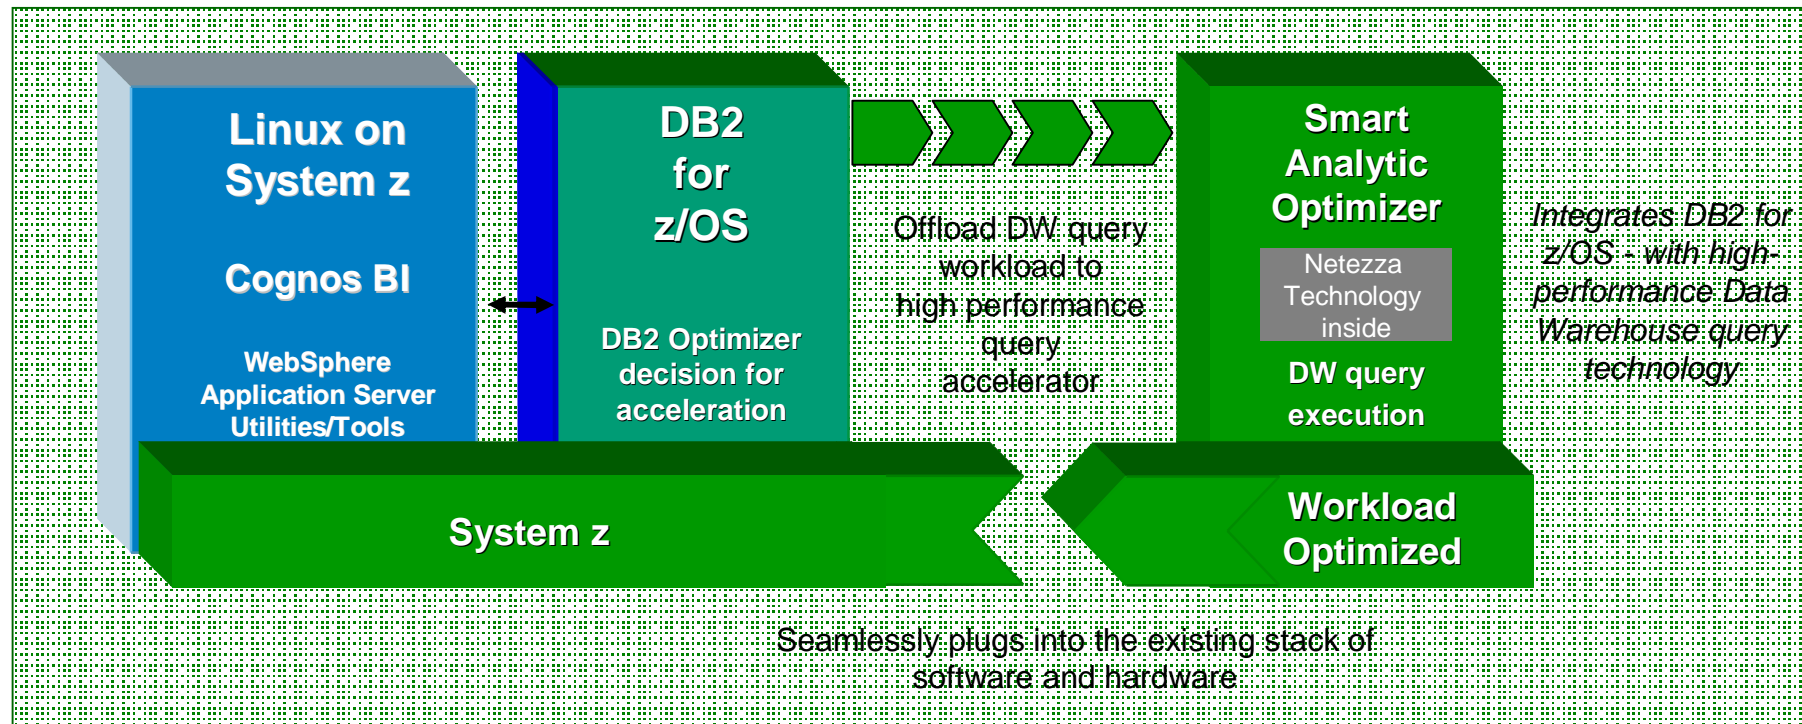 Linux on
System z
Cognos BI
WebSphere
Application Server
Utilities/Tools
DB2
for
z/OS
DB2 Optimizer
decision for
acceleration
Offload DW query
workload to
high performance
query
accelerator
Smart
Analytic
Optimizer
Netezza
Technology
inside
DW query
execution
Integrates DB2 for
z/OS - with high-
performance Data
Warehouse query
technology
System z
Workload
Optimized
Seamlessly plugs into the existing stack of
software and hardware